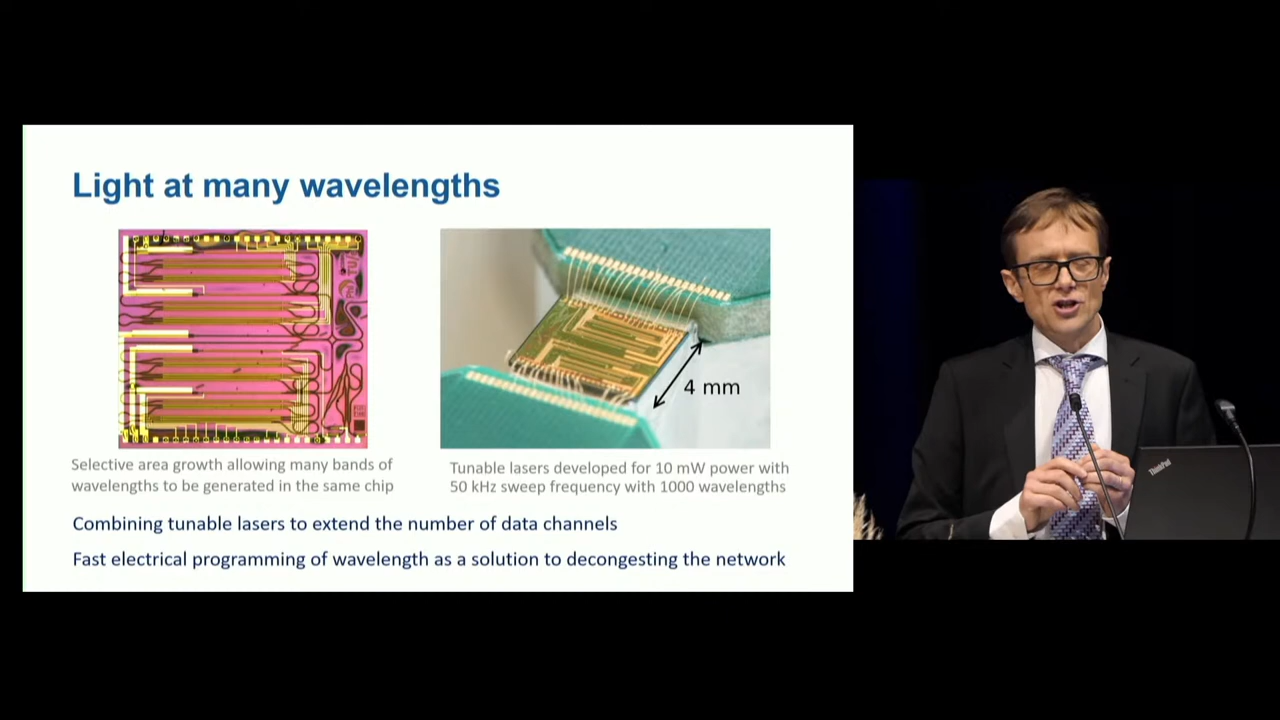 Light at many wavelengths
4 mm
Selective area growth allowing many bands of
wavelengths to be generated in the same chip
Tunable lasers developed for 10 mW power with
50 kHz sweep frequency with 1000 wavelengths
Combining tunable lasers to extend the number of data channels
Fast electrical programming of wavelength as a solution to decongesting the network
ThinkPad